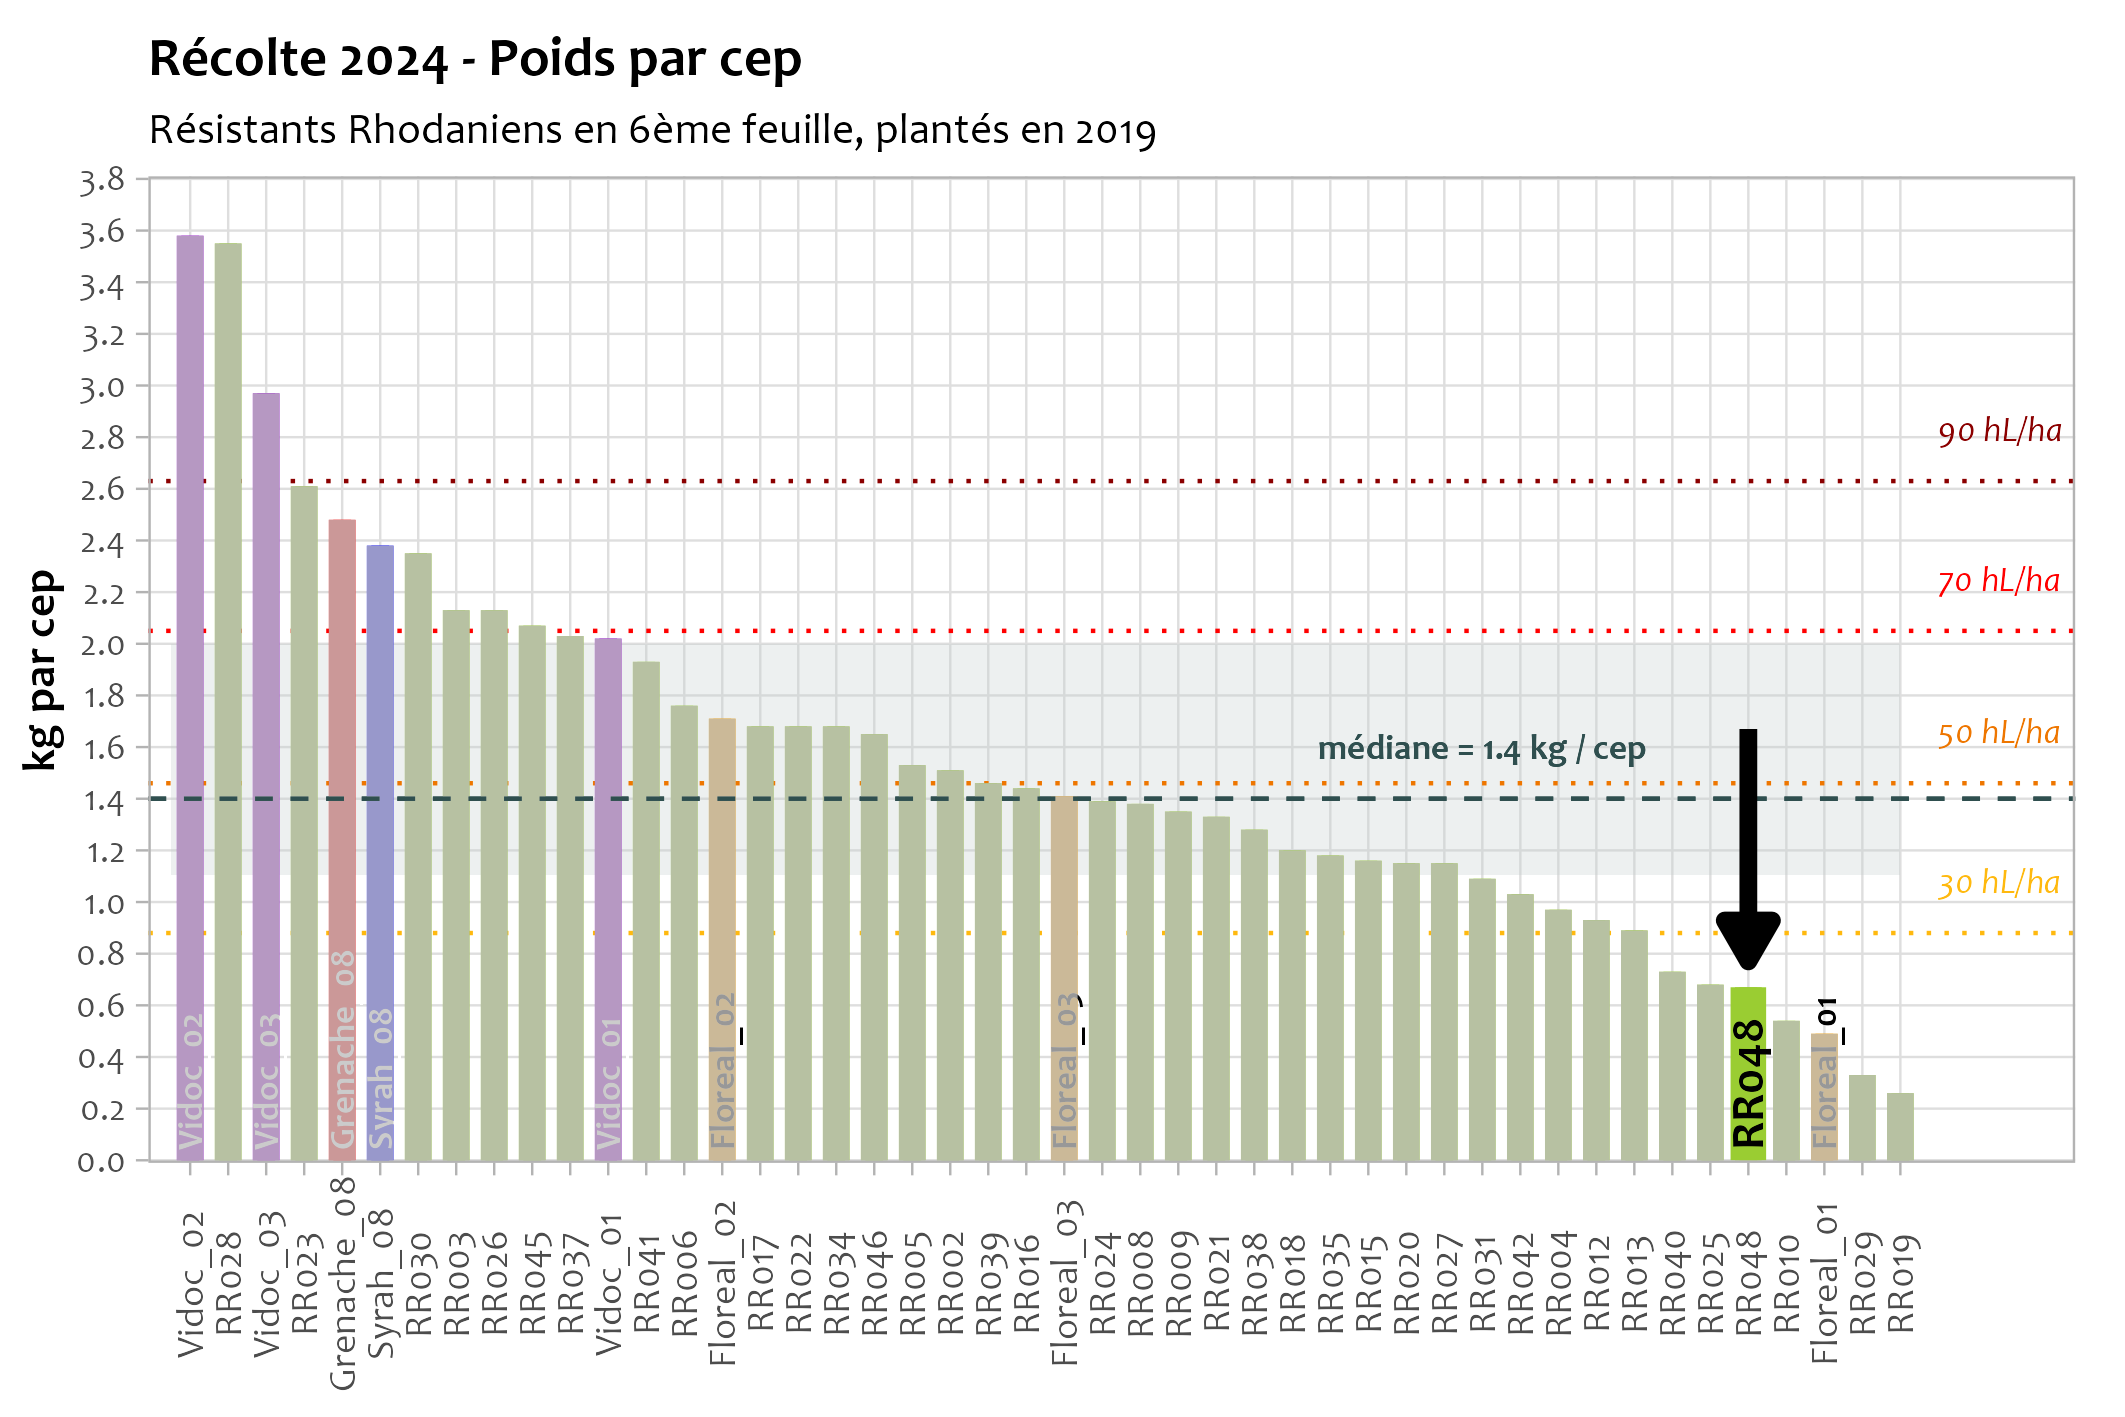 Récolte 2024 - Poids par cep
Résistants Rhodaniens en 6ème feuille, plantés en 2019
kg par cep
3.8
3.6
3.4
3.2
3.0
2.8
2.6
2.4
2.2
2.0
1.8
1.6
1.4
1.2
1.0
0.8
0.6
0.4
0.2
0.0
90 hL/ha
70 hL/ha
50 hL/ha
30 hL/ha
médiane = 1.4 kg / cep
Vidoc_02
Vidoc_03
Grenache_08
Syrah_08
Vidoc_01
Floreal_02
Floreal_03
RR048
Floreal_01
Vidoc_02
RR028
Vidoc_03
RR023
Grenache_08
Syrah_08
RR030
RR003
RR026
RR045
RR037
Vidoc_01
RR041
RR006
Floreal_02
RR017
RR022
RR034
RR046
RR005
RR002
RR039
RR016
Floreal_03
RR024
RR008
RR009
RR021
RR038
RR018
RR035
RR015
RR020
RR027
RR031
RR042
RR004
RR012
RR013
RR040
RR025
RR048
RR010
Floreal_01
RR029
RR019